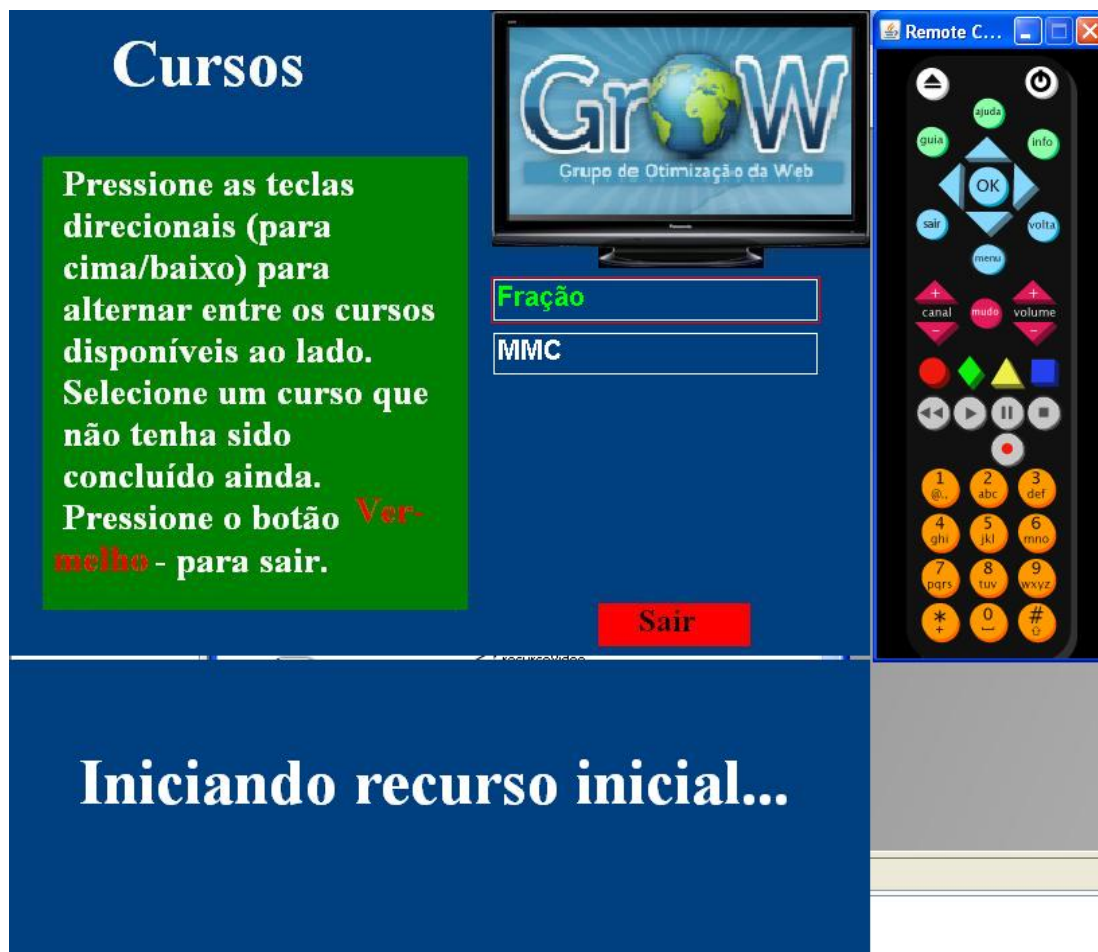 Cursos
Pressione as teclas
direcionais (para
cima/baixo) para
alternar entre os cursos
disponíveis ao lado.
Selecione um curso que
não tenha sido
concluído ainda.
Pressione o botão Ver-
melho - para sair.
GrOW
Grupo de Otimização da Web
Panasonic
Fração
MMC
Sair
recursoVideo
Iniciando recurso inicial...
Remote C...
ajuda
guia
info
OK
sair
volta
menu
+ +
canal mudo volume
- -
1 2 3
@., abc def
4 5 6
ghi jkl mno
7 8 9
pqrs tuv wxyz
* 0 #
+